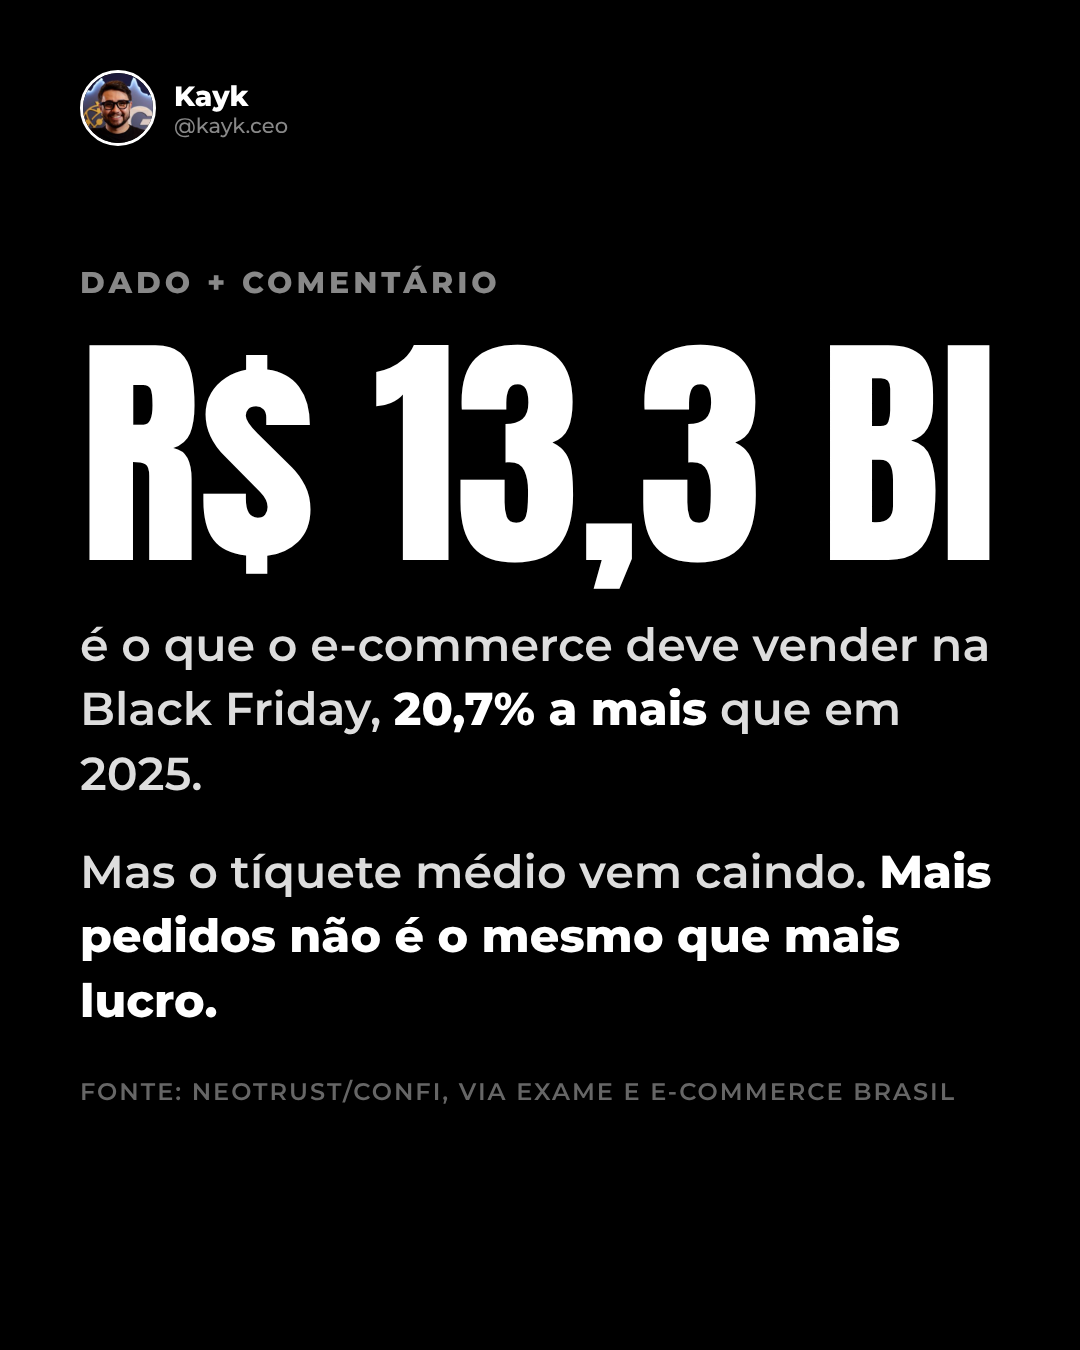 Kayk
@kayk.ceo
DADO + COMENTÁRIO
R$ 13,3 BI
é o que o e-commerce deve vender na
Black Friday, 20,7% a mais que em
2025.
Mas o tíquete médio vem caindo. Mais
pedidos não é o mesmo que mais
lucro.
FONTE: NEOTRUST/CONFI, VIA EXAME E E-COMMERCE BRASIL